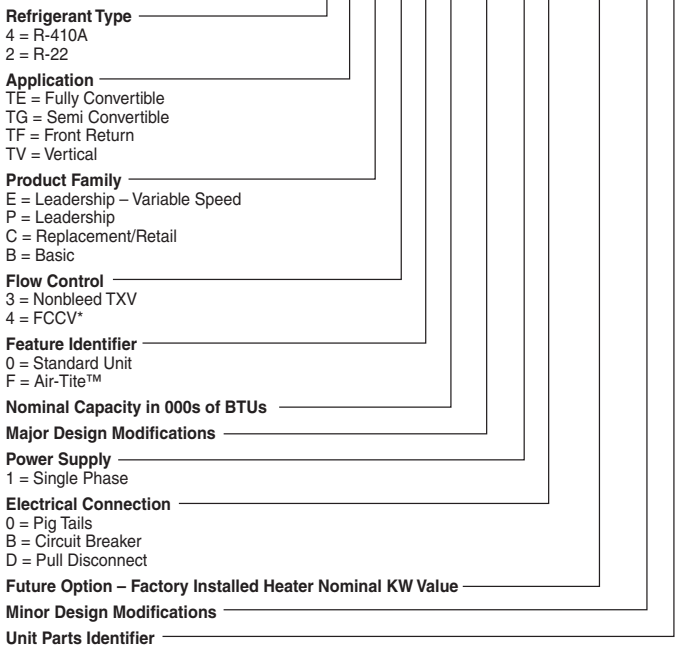 Refrigerant Type
4 = R-410A
2 = R-22
Application
TE = Fully Convertible
TG = Semi Convertible
TF = Front Return
TV = Vertical
Product Family
E = Leadership – Variable Speed
P = Leadership
C = Replacement/Retail
B = Basic
Flow Control
3 = Nonbleed TXV
4 = FCCV*
Feature Identifier
0 = Standard Unit
F = Air-Tite™
Nominal Capacity in 000s of BTUs
Major Design Modifications
Power Supply
1 = Single Phase
Electrical Connection
0 = Pig Tails
B = Circuit Breaker
D = Pull Disconnect
Future Option – Factory Installed Heater Nominal KW Value
Minor Design Modifications
Unit Parts Identifier